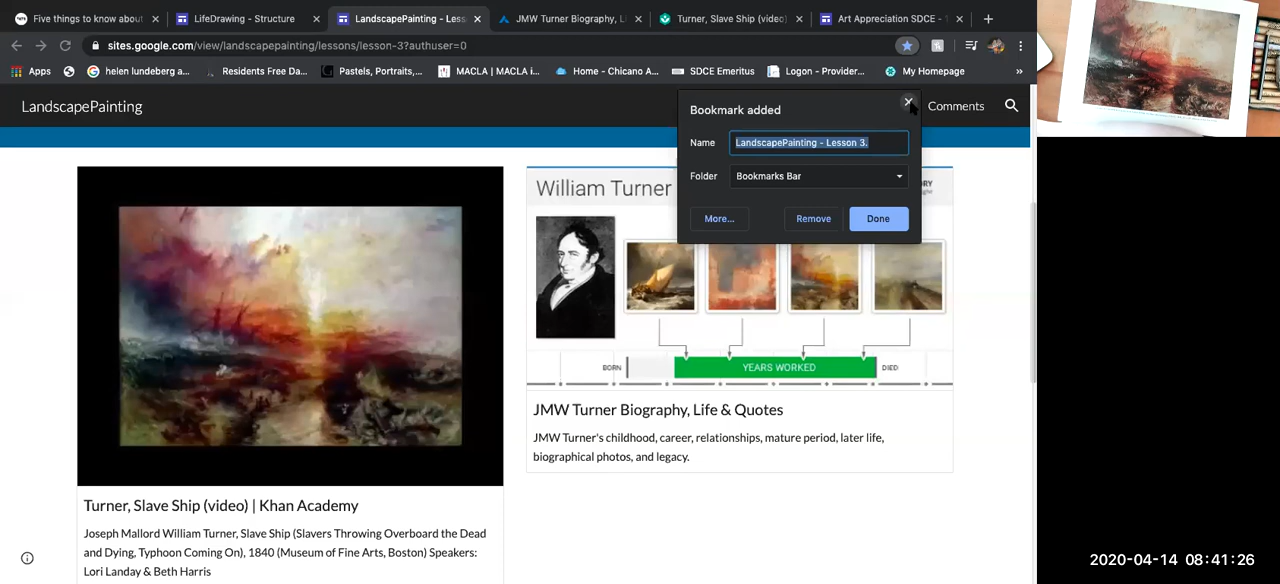 Five things to know about
LifeDrawing - Structure
LandscapePainting - Less
JMW Turner Biography, Li
Turner, Slave Ship (video)
Art Appreciation SDCE -
sites.google.com/view/landscapepainting/lessons/lesson-3?authuser=0
Apps
helen lundeberg a...
Residents Free Da...
Pastels, Portraits,...
MACLA | MACLA i...
Home - Chicano A...
SDCE Emeritus
Logon - Provider...
My Homepage
»
LandscapePainting
Comments
Bookmark added
Name
LandscapePainting - Lesson 3.
Folder
Bookmarks Bar
More...
Remove
Done
William Turner
BORN
YEARS WORKED
DIED
JMW Turner Biography, Life & Quotes
JMW Turner's childhood, career, relationships, mature period, later life,
biographical photos, and legacy.
Turner, Slave Ship (video) | Khan Academy
Joseph Mallord William Turner, Slave Ship (Slavers Throwing Overboard the Dead
and Dying, Typhoon Coming On), 1840 (Museum of Fine Arts, Boston) Speakers:
Lori Landay & Beth Harris
2020-04-14 08:41:26